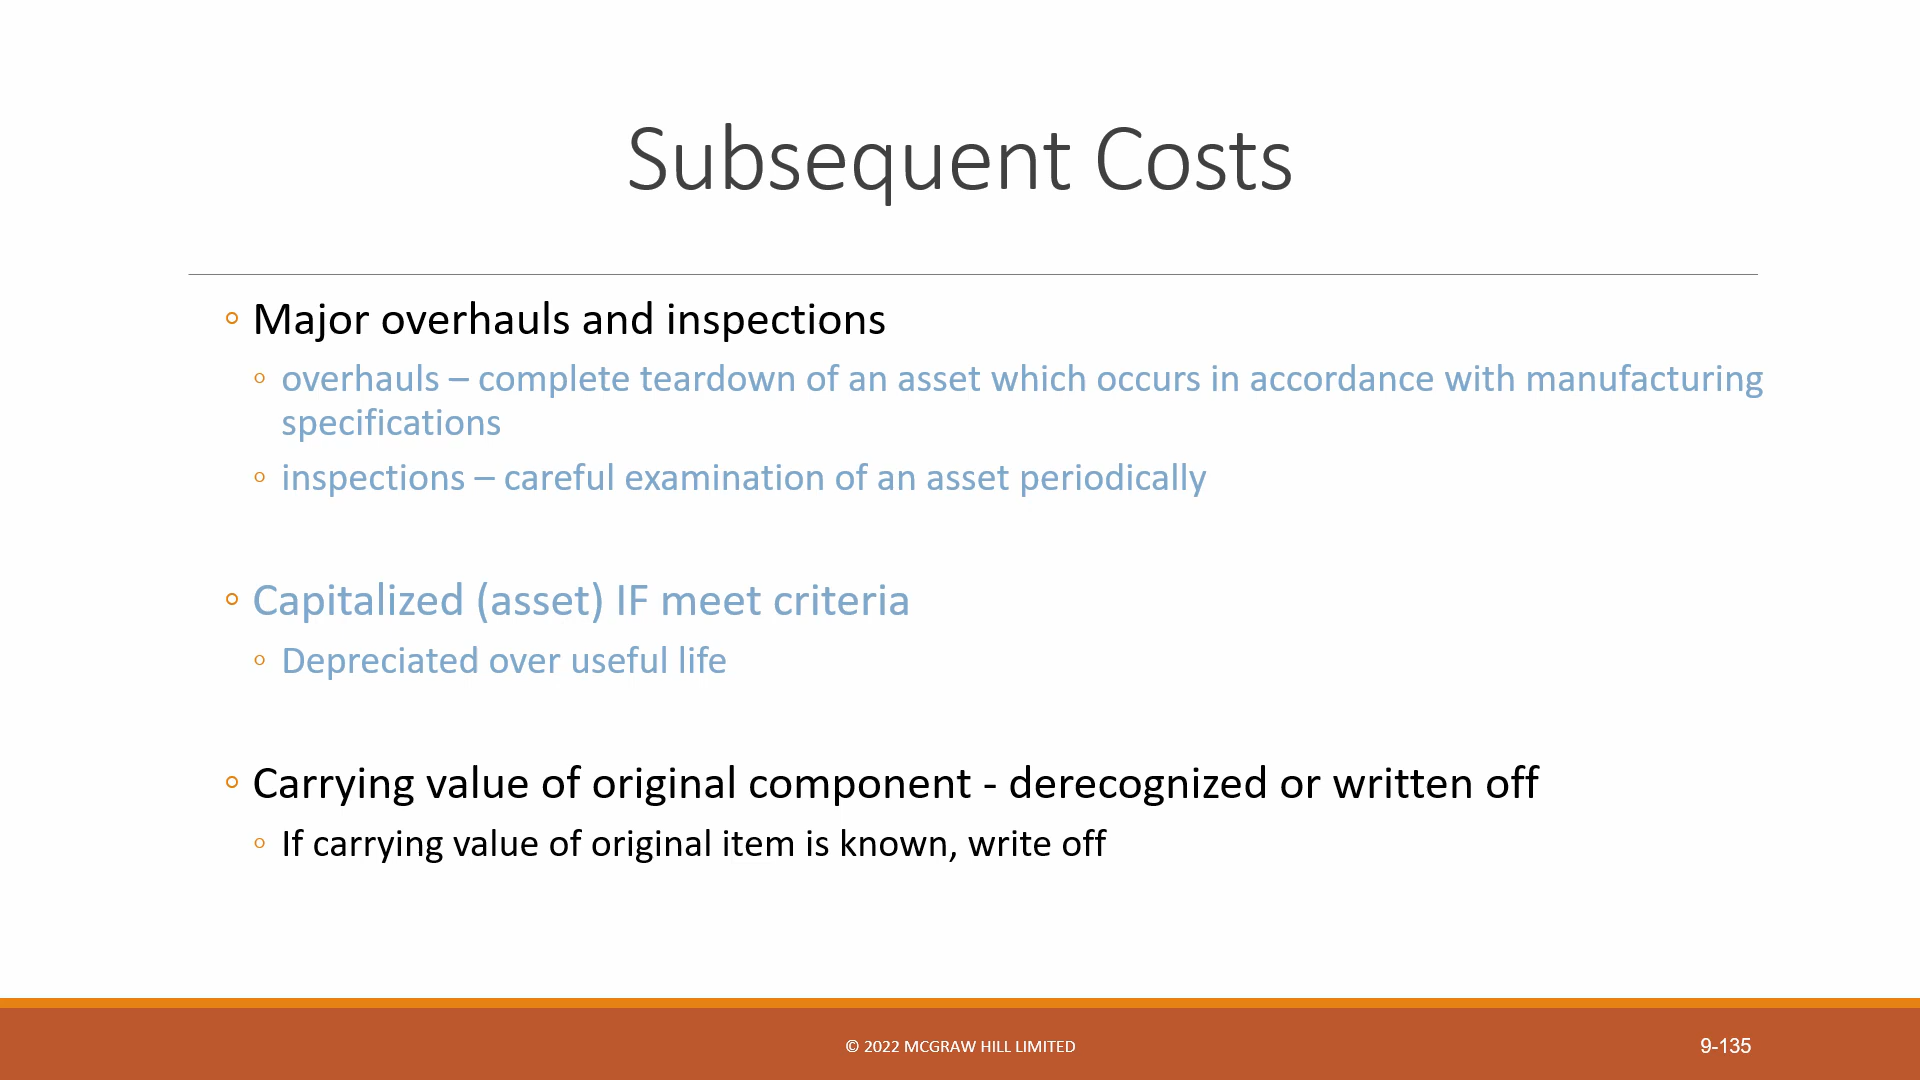 Subsequent Costs
◦ Major overhauls and inspections
◦ overhauls – complete teardown of an asset which occurs in accordance with manufacturing
specifications
◦ inspections – careful examination of an asset periodically
◦ Capitalized (asset) IF meet criteria
◦ Depreciated over useful life
◦ Carrying value of original component - derecognized or written off
◦ If carrying value of original item is known, write off
© 2022 MCGRAW HILL LIMITED
9-135